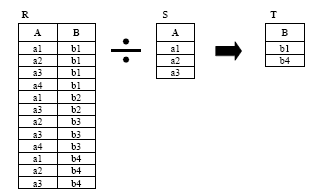 R S T
A B A B
a1 b1 a1 b1
a2 b1 a2 b4
a3 b1 a3
a4 b1
a1 b2
a3 b2
a2 b3
a3 b3
a4 b3
a1 b4
a2 b4
a3 b4